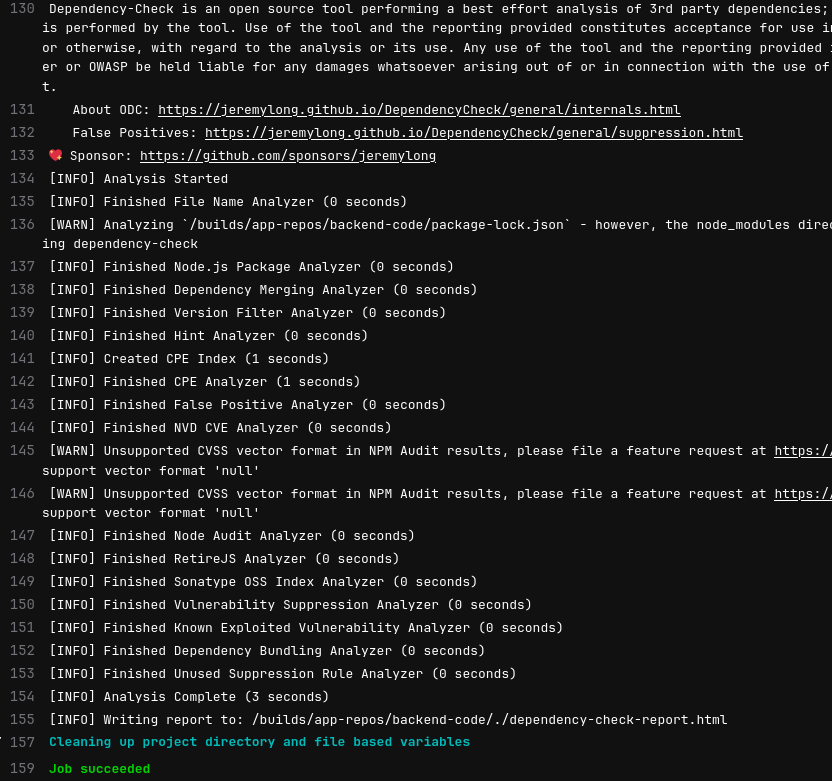 130 Dependency-Check is an open source tool performing a best effort analysis of 3rd party dependencies;
is performed by the tool. Use of the tool and the reporting provided constitutes acceptance for use
or otherwise, with regard to the analysis or its use. Any use of the tool and the reporting provided
er or OWASP be held liable for any damages whatsoever arising out of or in connection with the use of
t.
131 About ODC: https://jeremylong.github.io/DependencyCheck/general/internals.html
132 False Positives: https://jeremylong.github.io/DependencyCheck/general/suppression.html
133 💖 Sponsor: https://github.com/sponsors/jeremylong
134 [INFO] Analysis Started
135 [INFO] Finished File Name Analyzer (0 seconds)
136 [WARN] Analyzing `/builds/app-repos/backend-code/package-lock.json` - however, the node_modules direc
ing dependency-check
137 [INFO] Finished Node.js Package Analyzer (0 seconds)
138 [INFO] Finished Dependency Merging Analyzer (0 seconds)
139 [INFO] Finished Version Filter Analyzer (0 seconds)
140 [INFO] Finished Hint Analyzer (0 seconds)
141 [INFO] Created CPE Index (1 seconds)
142 [INFO] Finished CPE Analyzer (1 seconds)
143 [INFO] Finished False Positive Analyzer (0 seconds)
144 [INFO] Finished NVD CVE Analyzer (0 seconds)
145 [WARN] Unsupported CVSS vector format in NPM Audit results, please file a feature request at https:/
support vector format 'null'
146 [WARN] Unsupported CVSS vector format in NPM Audit results, please file a feature request at https:/
support vector format 'null'
147 [INFO] Finished Node Audit Analyzer (0 seconds)
148 [INFO] Finished RetireJS Analyzer (0 seconds)
149 [INFO] Finished Sonatype OSS Index Analyzer (0 seconds)
150 [INFO] Finished Vulnerability Suppression Analyzer (0 seconds)
151 [INFO] Finished Known Exploited Vulnerability Analyzer (0 seconds)
152 [INFO] Finished Dependency Bundling Analyzer (0 seconds)
153 [INFO] Finished Unused Suppression Rule Analyzer (0 seconds)
154 [INFO] Analysis Complete (3 seconds)
155 [INFO] Writing report to: /builds/app-repos/backend-code/./dependency-check-report.html
157 Cleaning up project directory and file based variables
159 Job succeeded